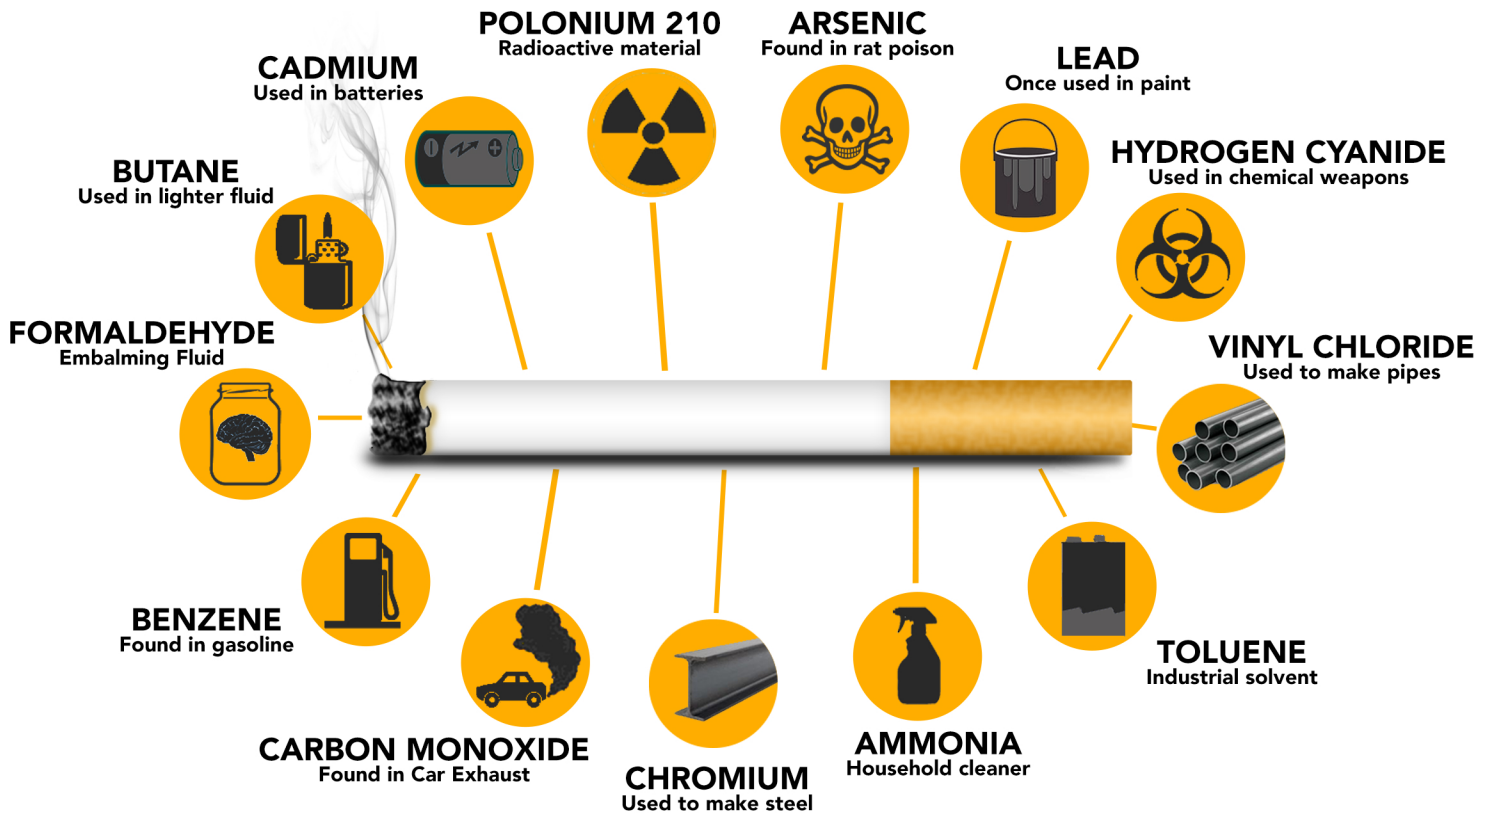 POLONIUM 210
Radioactive material
ARSENIC
Found in rat poison
CADMIUM
Used in batteries
LEAD
Once used in paint
BUTANE
Used in lighter fluid
HYDROGEN CYANIDE
Used in chemical weapons
FORMALDEHYDE
Embalming Fluid
VINYL CHLORIDE
Used to make pipes
BENZENE
Found in gasoline
TOLUENE
Industrial solvent
CARBON MONOXIDE
Found in Car Exhaust
CHROMIUM
Used to make steel
AMMONIA
Household cleaner